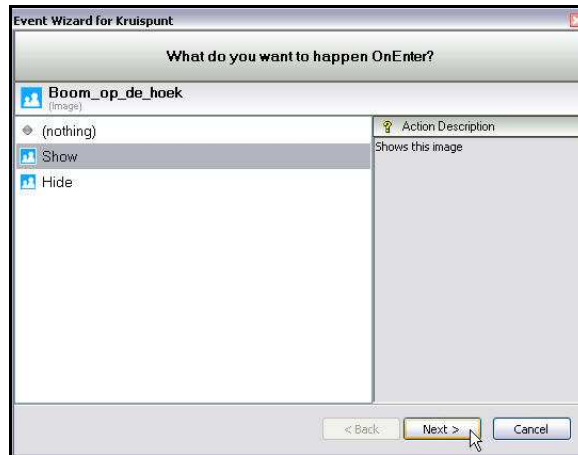 Event Wizard for Kruispunt
What do you want to happen OnEnter?
Boom_op_de_hoek
(Image)
(nothing)
Show
Hide
Action Description
Shows this image
< Back
Next >
Cancel